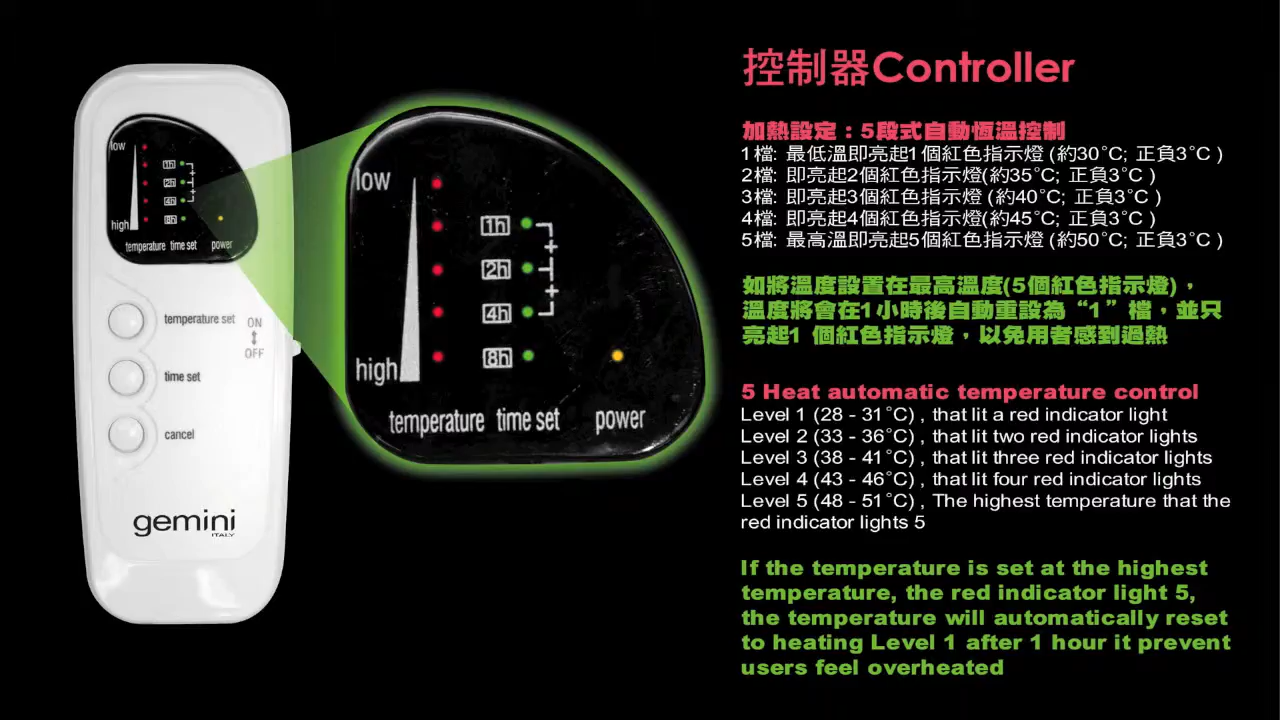 控制器Controller
加熱設定：5段式自動恆溫控制
1檔: 最低溫即亮起1個紅色指示燈 (約30°C; 正負3°C )
2檔: 即亮起2個紅色指示燈(約35°C; 正負3°C )
3檔: 即亮起3個紅色指示燈 (約40°C; 正負3°C )
4檔: 即亮起4個紅色指示燈(約45°C; 正負3°C )
5檔: 最高溫即亮起5個紅色指示燈 (約50°C; 正負3°C )
如將溫度設置在最高溫度(5個紅色指示燈)，
溫度將會在1小時後自動重設為“1”檔，並只
亮起1 個紅色指示燈，以免用者感到過熱
5 Heat automatic temperature control
Level 1 (28 - 31°C) , that lit a red indicator light
Level 2 (33 - 36°C) , that lit two red indicator lights
Level 3 (38 - 41°C) , that lit three red indicator lights
Level 4 (43 - 46°C) , that lit four red indicator lights
Level 5 (48 - 51°C) , The highest temperature that the
red indicator lights 5
If the temperature is set at the highest
temperature, the red indicator light 5,
the temperature will automatically reset
to heating Level 1 after 1 hour it prevent
users feel overheated
low
1h
2h
4h
8h
high
temperature time set power
low
1h
2h
4h
8h
high
temperature time set power
temperature set
ON
OFF
time set
cancel
gemini
ITALY